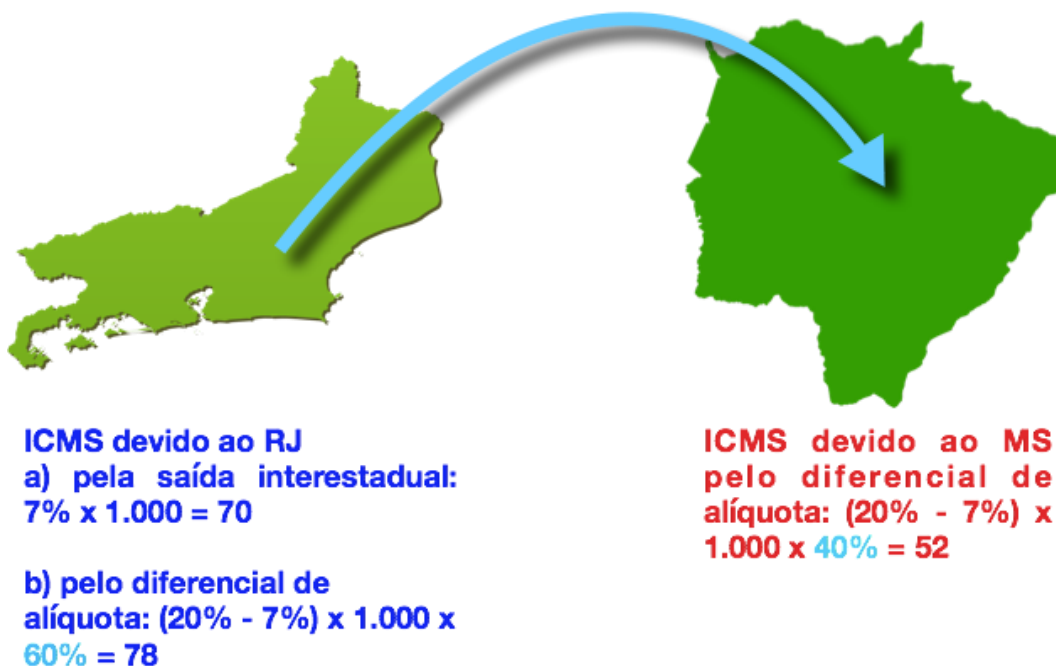 ICMS devido ao RJ
a) pela saída interestadual:
7% x 1.000 = 70
b) pelo diferencial de
alíquota: (20% - 7%) x 1.000 x
60% = 78
ICMS devido ao MS
pelo diferencial de
alíquota: (20% - 7%) x
1.000 x 40% = 52